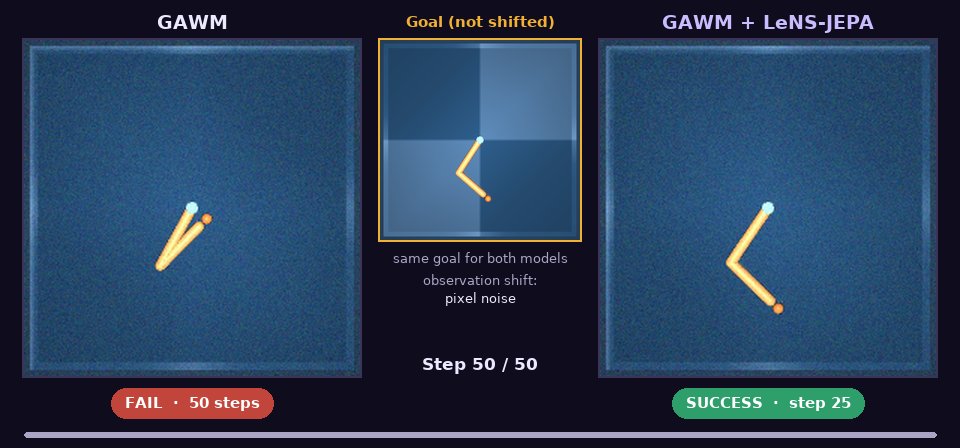 GAWM
Goal (not shifted)
GAWM + LeNS-JEPA
same goal for both models
observation shift:
pixel noise
Step 50 / 50
FAIL · 50 steps
SUCCESS · step 25